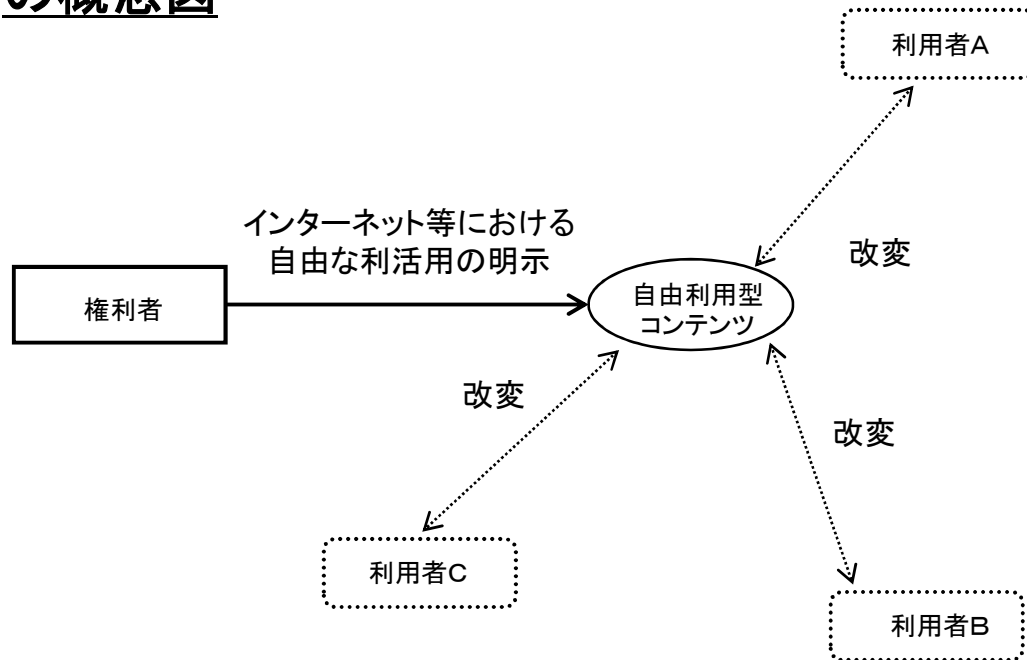 の概念図
利用者A
インターネット等における
自由な利活用の明示
改変
権利者
自由利用型
コンテンツ
改変
改変
利用者C
利用者B